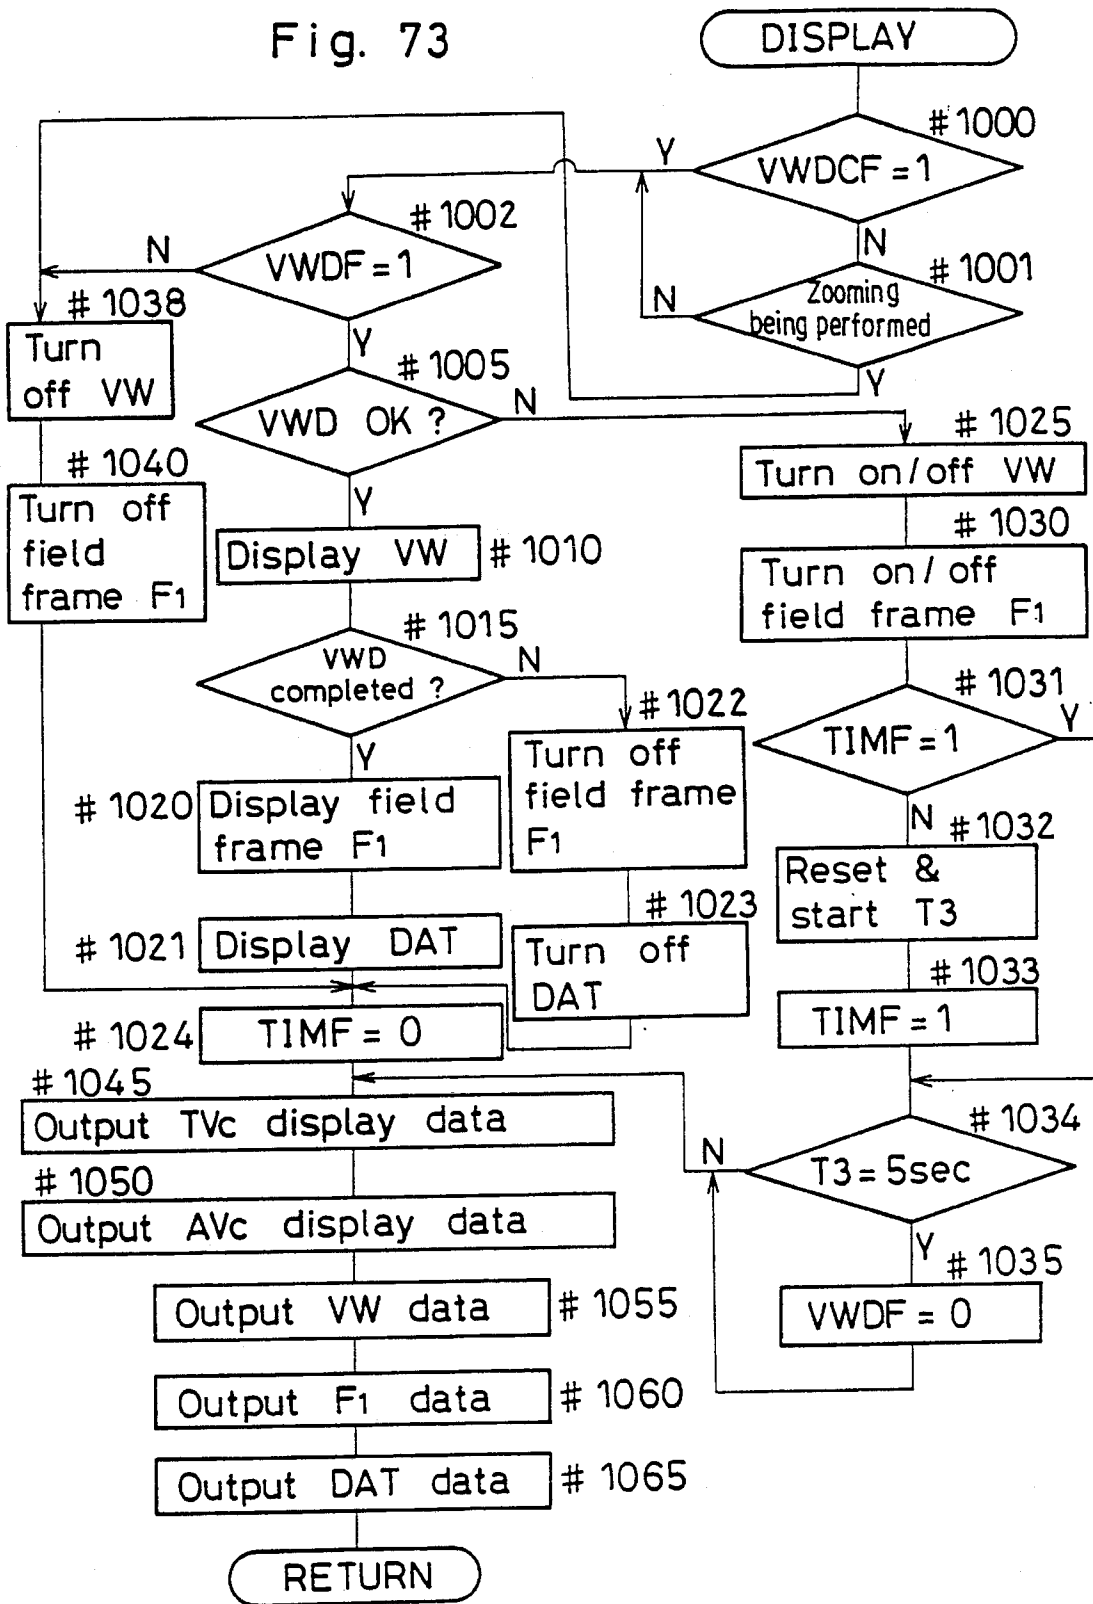 Fig. 73
DISPLAY
#1000
VWDCF=1
Y
N
#1001
Zooming
being performed
N
Y
#1002
VWDF=1
N
Y
#1038
Turn
off VW
#1005
VWD OK ?
N
Y
#1040
Turn off
field
frame F1
#1025
Turn on/off VW
#1010
Display VW
#1030
Turn on/off
field frame F1
#1015
VWD
completed ?
N
Y
#1031
TIMF=1
Y
N
#1022
Turn off
field frame
F1
#1020
Display field
frame F1
#1032
Reset &
start T3
#1023
Turn off
DAT
#1021
Display DAT
#1033
TIMF=1
#1024
TIMF=0
#1045
Output TVc display data
#1034
T3=5sec
N
Y
#1050
Output AVc display data
#1035
VWDF=0
Output VW data
#1055
Output F1 data
#1060
Output DAT data
#1065
RETURN